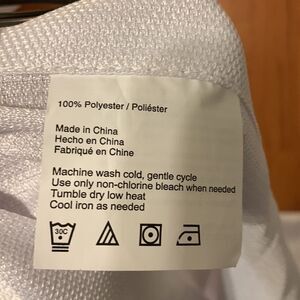 100% Polyester / Poliéster
Made in China
Hecho en China
Fabriqué en Chine
Machine wash cold, gentle cycle
Use only non-chlorine bleach when needed
Tumble dry low heat
Cool iron as needed
30C